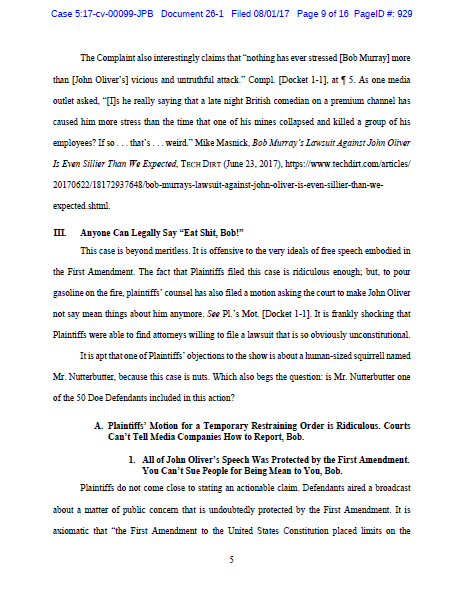 Case 5:17-cv-00099-JPB Document 26-1 Filed 08/01/17 Page 9 of 16 PageID #: 929
The Complaint also interestingly claims that “nothing has ever stressed [Bob Murray] more
than [John Oliver’s] vicious and untruthful attack.” Compl. [Docket 1-1], at ¶ 5. As one media
outlet asked, “[I]s he really saying that a late night British comedian on a premium channel has
caused him more stress than the time that one of his mines collapsed and killed a group of his
employees? If so . . . that’s . . . weird.” Mike Masnick, Bob Murray’s Lawsuit Against John Oliver
Is Even Sillier Than We Expected, TECH DIRT (June 23, 2017), https://www.techdirt.com/articles/
20170622/18172937648/bob-murrays-lawsuit-against-john-oliver-is-even-sillier-than-we-
expected.shtml.
III. Anyone Can Legally Say “Eat Shit, Bob!”
This case is beyond meritless. It is offensive to the very ideals of free speech embodied in
the First Amendment. The fact that Plaintiffs filed this case is ridiculous enough; but, to pour
gasoline on the fire, plaintiffs’ counsel has also filed a motion asking the court to make John Oliver
not say mean things about him anymore. See Pl.’s Mot. [Docket 1-1]. It is frankly shocking that
Plaintiffs were able to find attorneys willing to file a lawsuit that is so obviously unconstitutional.
It is apt that one of Plaintiffs’ objections to the show is about a human-sized squirrell named
Mr. Nutterbutter, because this case is nuts. Which also begs the question: is Mr. Nutterbutter one
of the 50 Doe Defendants included in this action?
A. Plaintiffs’ Motion for a Temporary Restraining Order is Ridiculous. Courts
Can’t Tell Media Companies How to Report, Bob.
1. All of John Oliver’s Speech Was Protected by the First Amendment.
You Can’t Sue People for Being Mean to You, Bob.
Plaintiffs do not come close to stating an actionable claim. Defendants aired a broadcast
about a matter of public concern that is undoubtedly protected by the First Amendment. It is
axiomatic that “the First Amendment to the United States Constitution placed limits on the
5